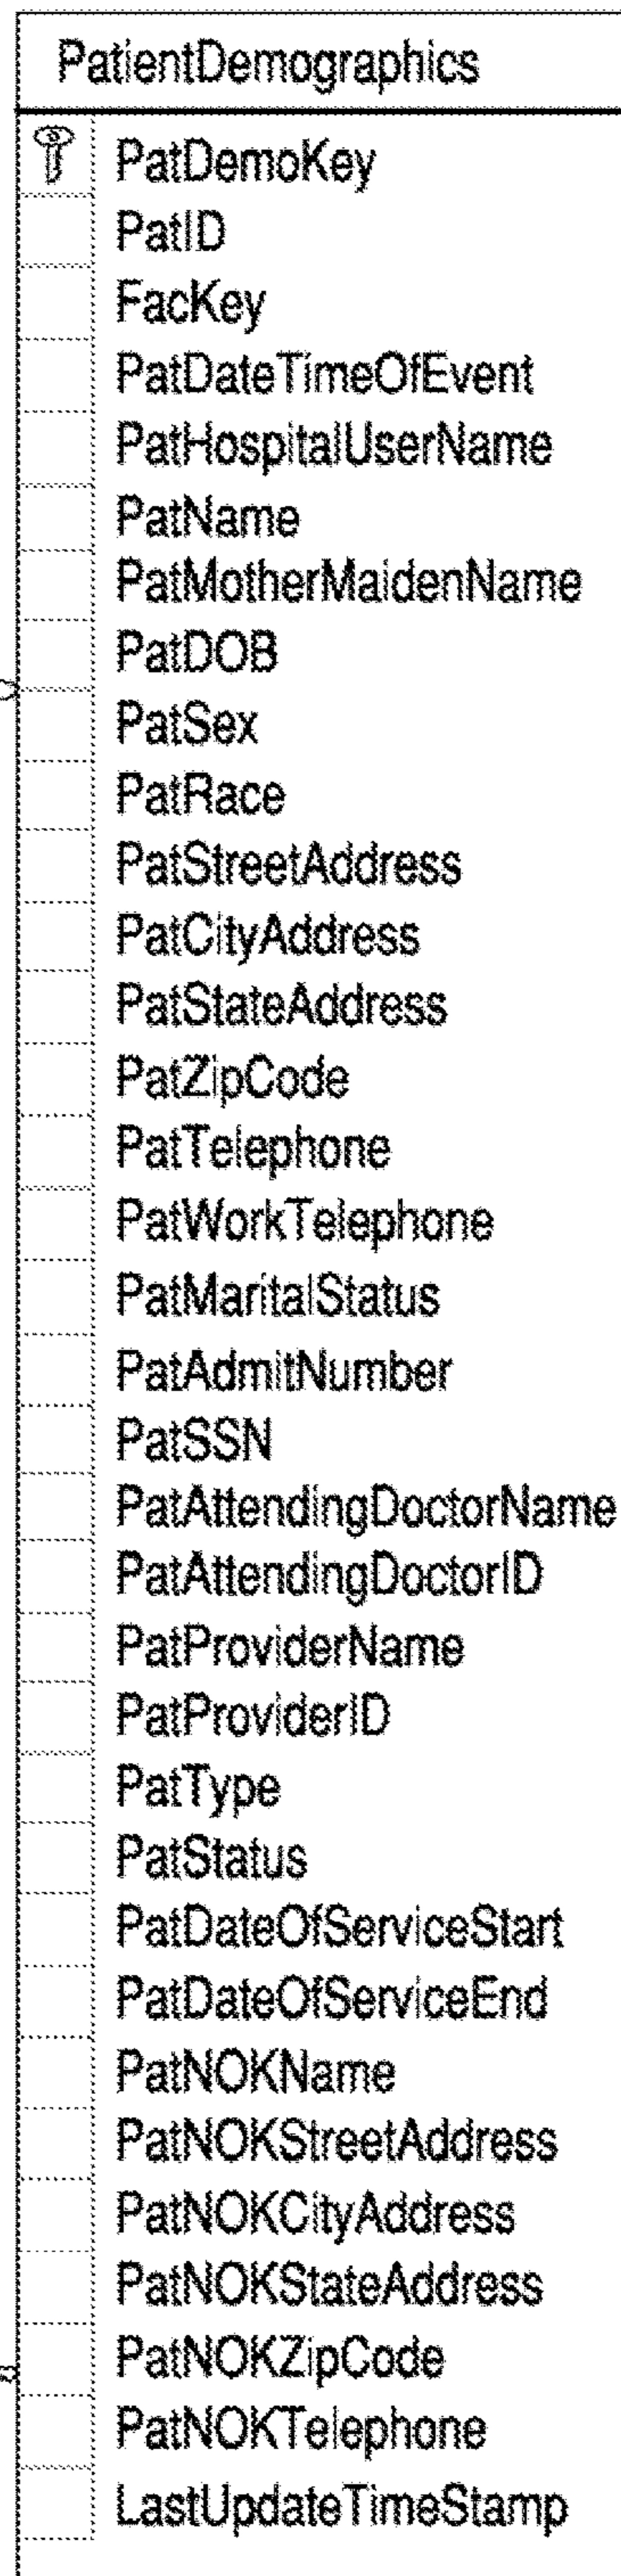 PatientDemographics
PatDemoKey
PatID
FacKey
PatDateTimeOfEvent
PatHospitalUserName
PatName
PatMotherMaidenName
PatDOB
PatSex
PatRace
PatStreetAddress
PatCityAddress
PatStateAddress
PatZipCode
PatTelephone
PatWorkTelephone
PatMaritalStatus
PatAdmitNumber
PatSSN
PatAttendingDoctorName
PatAttendingDoctorID
PatProviderName
PatProviderID
PatType
PatStatus
PatDateOfServiceStart
PatDateOfServiceEnd
PatNOKName
PatNOKStreetAddress
PatNOKCityAddress
PatNOKStateAddress
PatNOKZipCode
PatNOKTelephone
LastUpdateTimeStamp